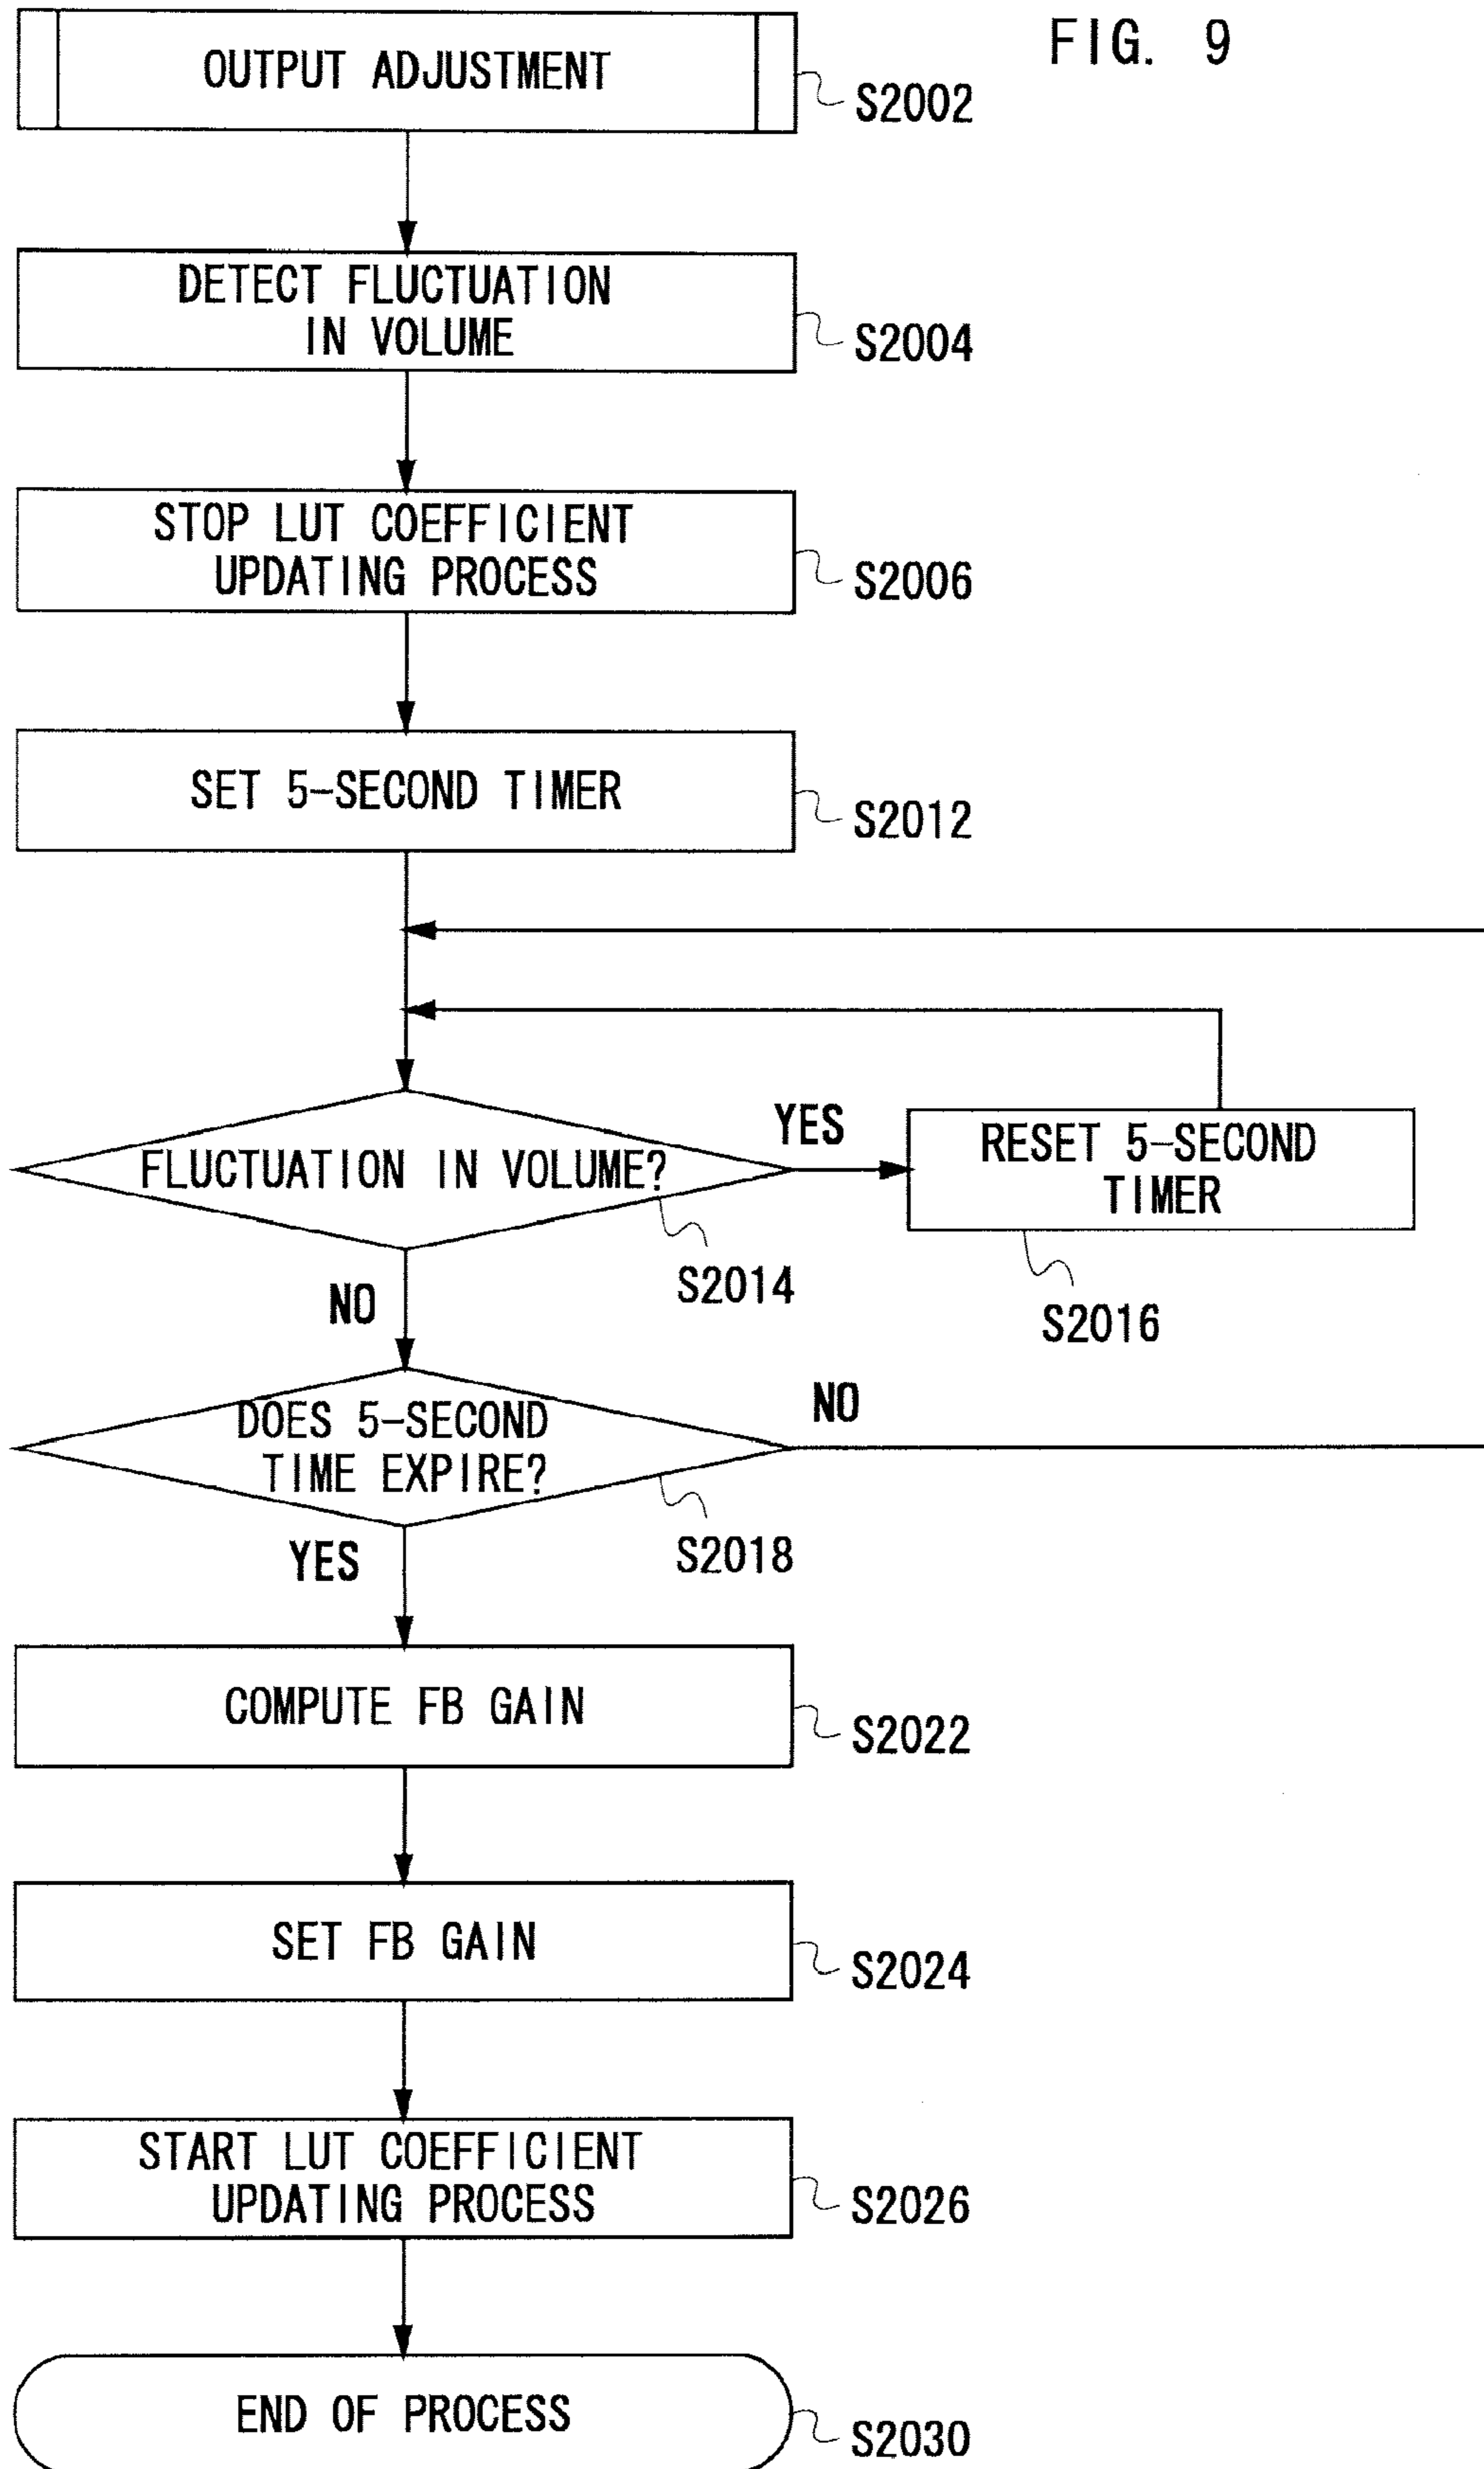 FIG. 9
OUTPUT ADJUSTMENT
S2002
DETECT FLUCTUATION
IN VOLUME
S2004
STOP LUT COEFFICIENT
UPDATING PROCESS
S2006
SET 5-SECOND TIMER
S2012
FLUCTUATION IN VOLUME?
YES
S2014
RESET 5-SECOND
TIMER
S2016
NO
DOES 5-SECOND
TIME EXPIRE?
NO
S2018
YES
COMPUTE FB GAIN
S2022
SET FB GAIN
S2024
START LUT COEFFICIENT
UPDATING PROCESS
S2026
END OF PROCESS
S2030